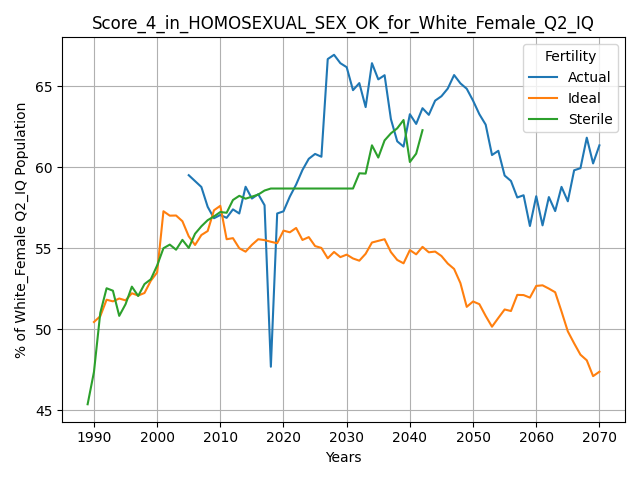 Score_4_in_HOMOSEXUAL_SEX_OK_for_White_Female_Q2_IQ
Fertility
Actual
Ideal
Sterile
% of White_Female Q2_IQ Population
65
60
55
50
45
1990 2000 2010 2020 2030 2040 2050 2060 2070
Years